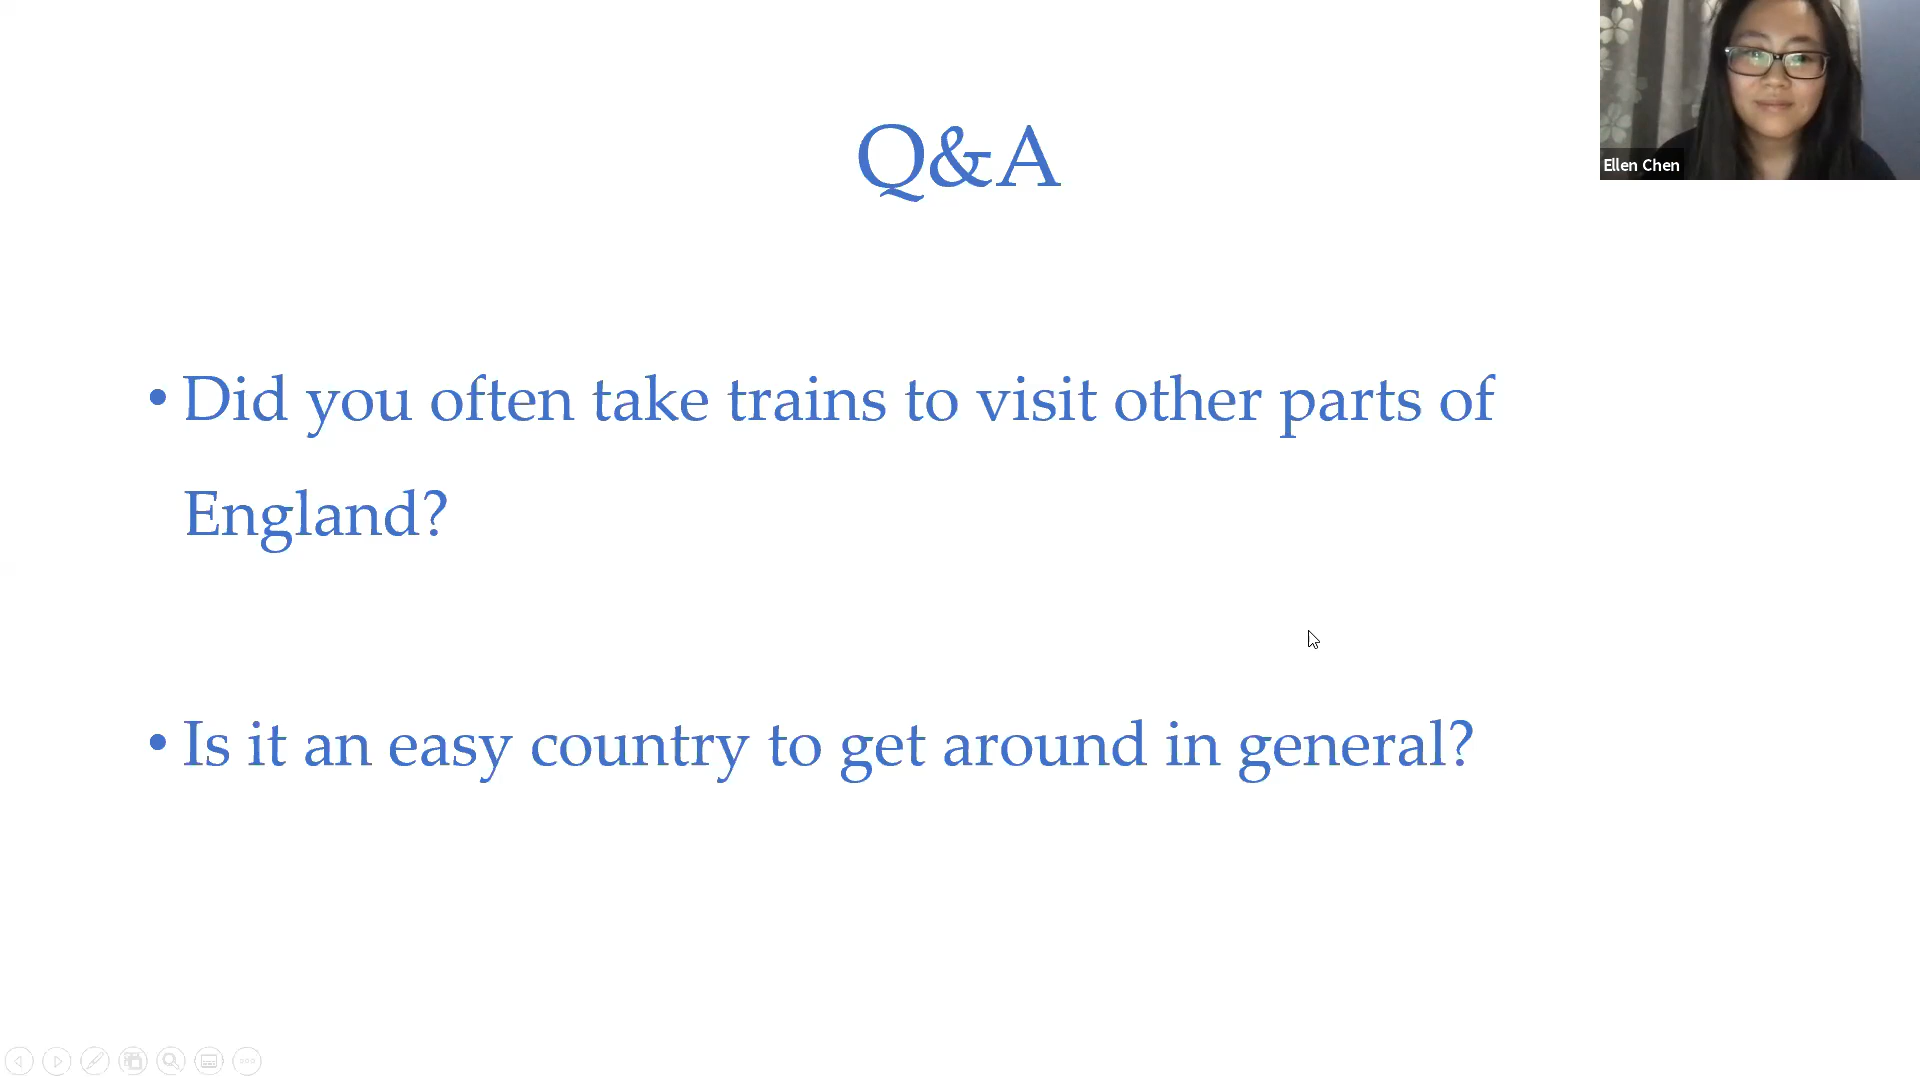 Q&A
Ellen Chen
• Did you often take trains to visit other parts of
England?
• Is it an easy country to get around in general?